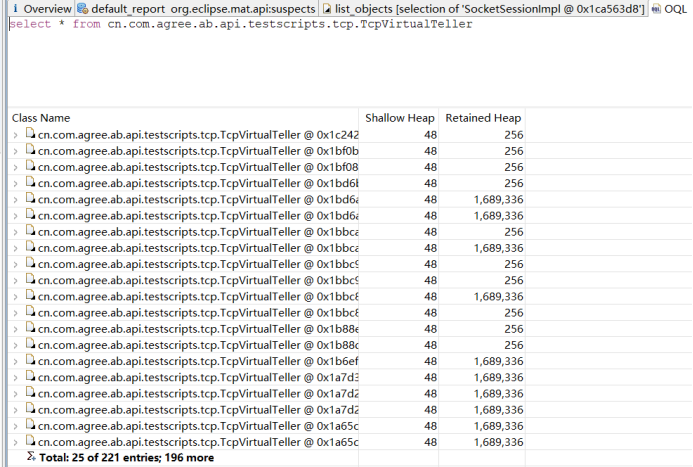 Overview default_report org.eclipse.mat.api:suspects list_objects [selection of 'SocketSessionImpl @ 0x1ca563d8'] OQL
select * from cn.com.agree.ab.api.testscripts.tcp.TcpVirtualTeller
Class Name Shallow Heap Retained Heap
cn.com.agree.ab.api.testscripts.tcp.TcpVirtualTeller @ 0x1c242 48 256
cn.com.agree.ab.api.testscripts.tcp.TcpVirtualTeller @ 0x1bf0b 48 256
cn.com.agree.ab.api.testscripts.tcp.TcpVirtualTeller @ 0x1bf08 48 256
cn.com.agree.ab.api.testscripts.tcp.TcpVirtualTeller @ 0x1bd6b 48 256
cn.com.agree.ab.api.testscripts.tcp.TcpVirtualTeller @ 0x1bd6a 48 1,689,336
cn.com.agree.ab.api.testscripts.tcp.TcpVirtualTeller @ 0x1bd6a 48 1,689,336
cn.com.agree.ab.api.testscripts.tcp.TcpVirtualTeller @ 0x1bbca 48 256
cn.com.agree.ab.api.testscripts.tcp.TcpVirtualTeller @ 0x1bbca 48 1,689,336
cn.com.agree.ab.api.testscripts.tcp.TcpVirtualTeller @ 0x1bbc9 48 256
cn.com.agree.ab.api.testscripts.tcp.TcpVirtualTeller @ 0x1bbc9 48 256
cn.com.agree.ab.api.testscripts.tcp.TcpVirtualTeller @ 0x1bbc8 48 1,689,336
cn.com.agree.ab.api.testscripts.tcp.TcpVirtualTeller @ 0x1bbc8 48 256
cn.com.agree.ab.api.testscripts.tcp.TcpVirtualTeller @ 0x1b88e 48 256
cn.com.agree.ab.api.testscripts.tcp.TcpVirtualTeller @ 0x1b88d 48 256
cn.com.agree.ab.api.testscripts.tcp.TcpVirtualTeller @ 0x1b6ef 48 1,689,336
cn.com.agree.ab.api.testscripts.tcp.TcpVirtualTeller @ 0x1a7d3 48 1,689,336
cn.com.agree.ab.api.testscripts.tcp.TcpVirtualTeller @ 0x1a7d2 48 1,689,336
cn.com.agree.ab.api.testscripts.tcp.TcpVirtualTeller @ 0x1a7d2 48 1,689,336
cn.com.agree.ab.api.testscripts.tcp.TcpVirtualTeller @ 0x1a65c 48 1,689,336
cn.com.agree.ab.api.testscripts.tcp.TcpVirtualTeller @ 0x1a65c 48 1,689,336
Total: 25 of 221 entries; 196 more